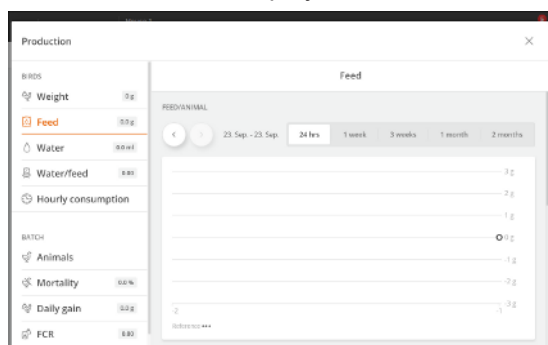 Production
×
BIRDS
Weight 0 g
Feed 0.0 g
Water 0.0 ml
Water/feed 0.00
Hourly consumption
BATCH
Animals
Mortality 0.0 %
Daily gain 0.0 g
FCR 0.00
Feed
FEED/ANIMAL
23. Sep. - 23. Sep. 24 hrs 1 week 3 weeks 1 month 2 months
3 g
2 g
1 g
0 g
-1 g
-2 g
-3 g
-2 -1
Reference •••